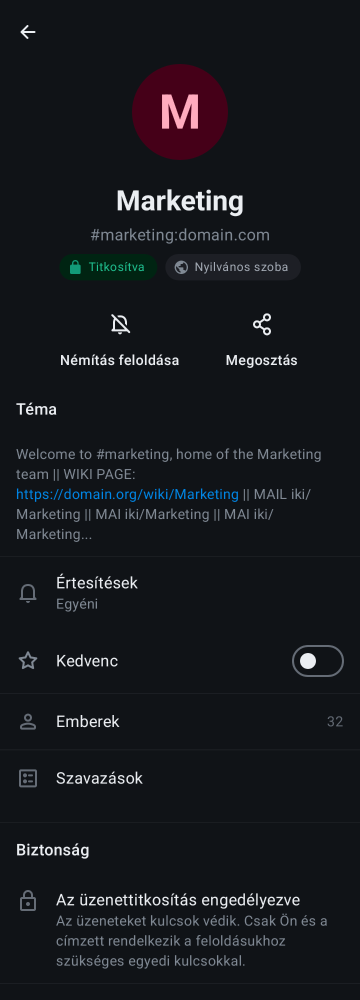 M
Marketing
#marketing:domain.com
Titkosítva
Nyilvános szoba
Némítás feloldása
Megosztás
Téma
Welcome to #marketing, home of the Marketing
team || WIKI PAGE:
https://domain.org/wiki/Marketing || MAIL iki/
Marketing || MAI iki/Marketing || MAI iki/
Marketing...
Értesítések
Egyéni
Kedvenc
Emberek
32
Szavazások
Biztonság
Az üzenettitkosítás engedélyezve
Az üzeneteket kulcsok védik. Csak Ön és a
címzett rendelkezik a feloldásukhoz
szükséges egyedi kulcsokkal.